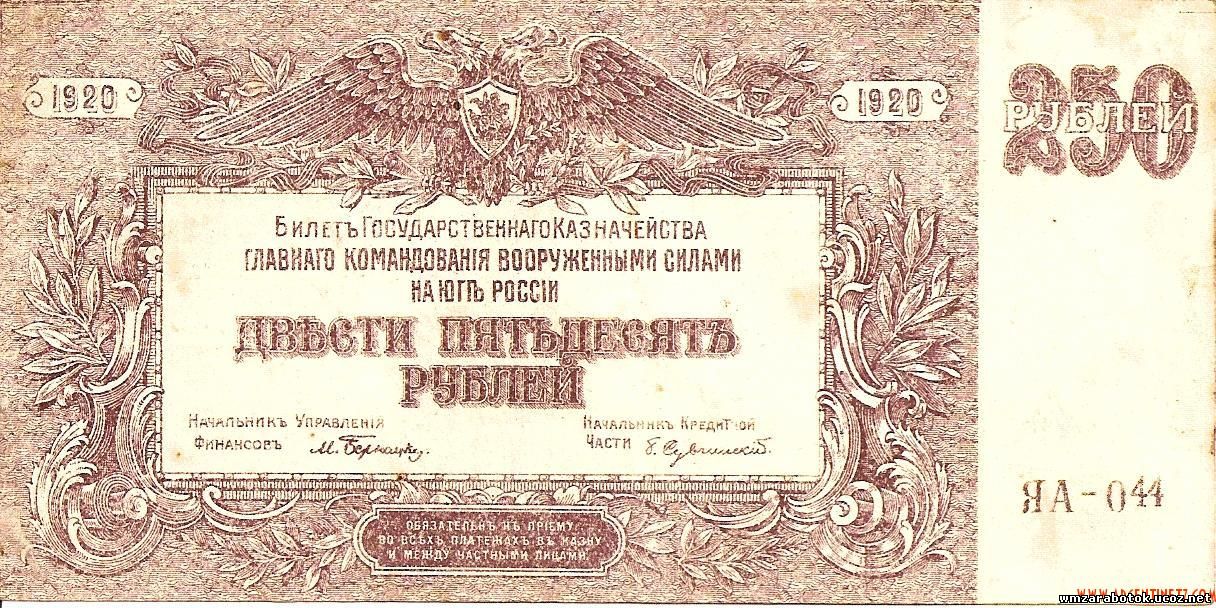 1920
1920
250
РУБЛЕЙ
БИЛЕТЪ ГОСУДАРСТВЕННАГО КАЗНАЧЕЙСТВА
ГЛАВНАГО КОМАНДОВАНІЯ ВООРУЖЕННЫМИ СИЛАМИ
НА ЮГѢ РОССІИ
ДВѢСТИ ПЯТЬДЕСЯТЪ
РУБЛЕЙ
НАЧАЛЬНИКЪ УПРАВЛЕНІЯ
ФИНАНСОВЪ М. Бернацкі
НАЧАЛЬНИКЪ КРЕДИТНОЙ
ЧАСТИ Б. Сувчинскій
ЯА-044
ОБЯЗАТЕЛЕНЪ КЪ ПРІЕМУ
ВО ВСѢХЪ ПЛАТЕЖАХЪ ВЪ КАЗНУ
И МЕЖДУ ЧАСТНЫМИ ЛИЦАМИ.
wmzarabotok.ucoz.net